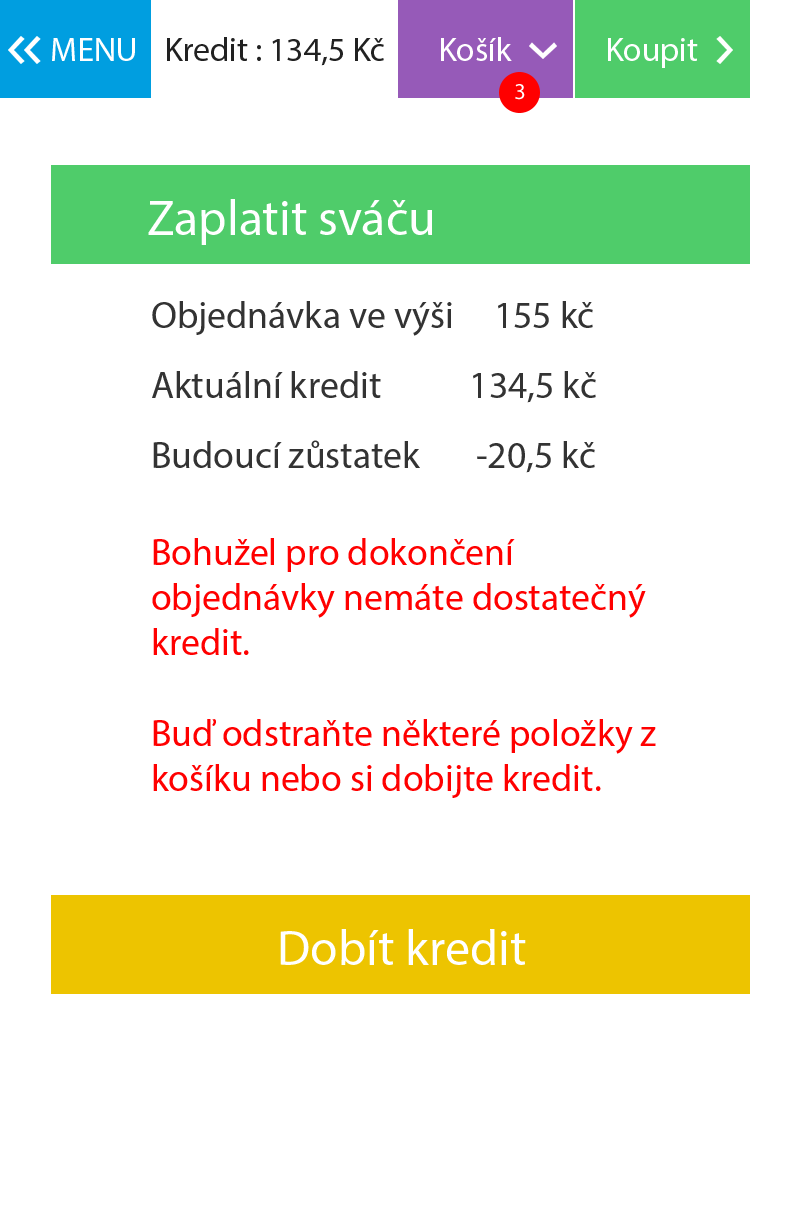 MENU Kredit : 134,5 Kč Košík Koupit
3
Zaplatit sváču
Objednávka ve výši 155 kč
Aktuální kredit 134,5 kč
Budoucí zůstatek -20,5 kč
Bohužel pro dokončení
objednávky nemáte dostatečný
kredit.
Buď odstraňte některé položky z
košíku nebo si dobijte kredit.
Dobít kredit